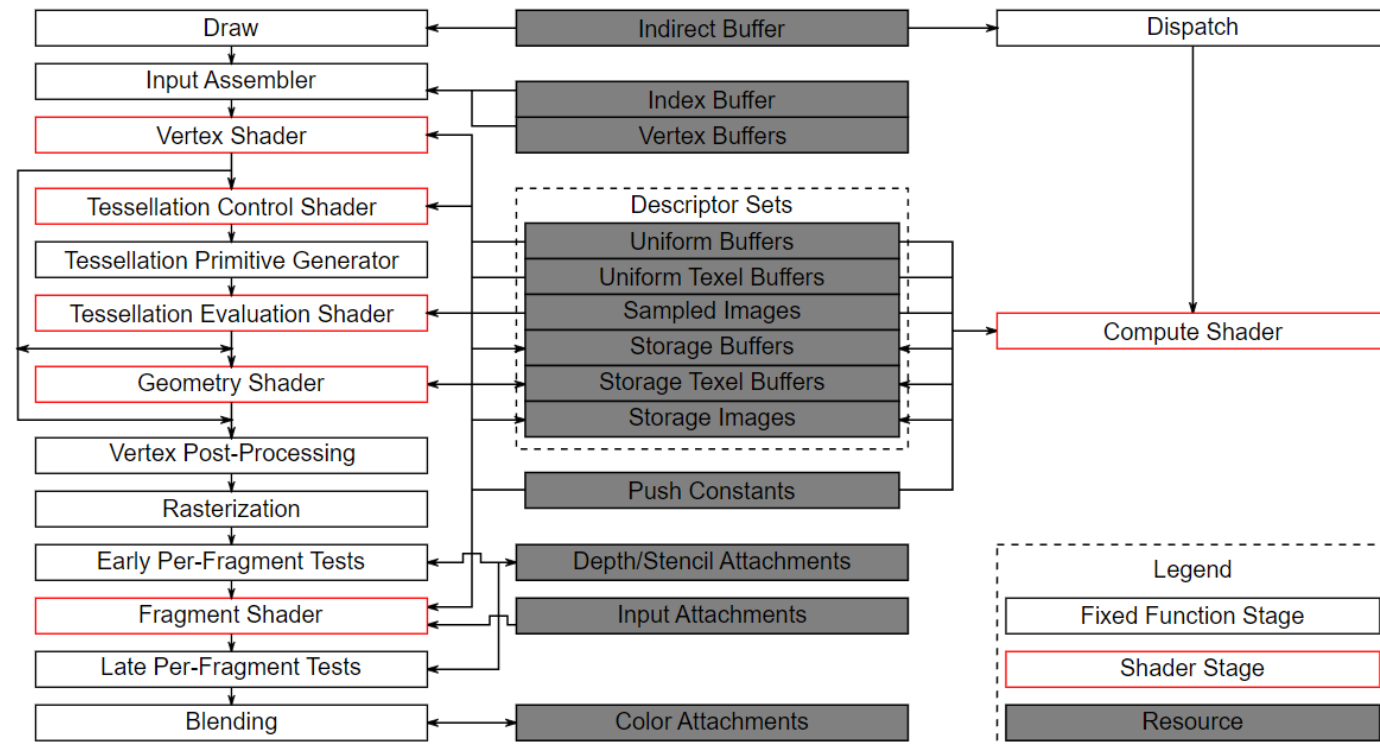 Draw
Indirect Buffer
Dispatch
Input Assembler
Index Buffer
Vertex Shader
Vertex Buffers
Tessellation Control Shader
Descriptor Sets
Uniform Buffers
Tessellation Primitive Generator
Uniform Texel Buffers
Tessellation Evaluation Shader
Sampled Images
Compute Shader
Storage Buffers
Geometry Shader
Storage Texel Buffers
Storage Images
Vertex Post-Processing
Push Constants
Rasterization
Early Per-Fragment Tests
Depth/Stencil Attachments
Legend
Fragment Shader
Input Attachments
Fixed Function Stage
Late Per-Fragment Tests
Shader Stage
Blending
Color Attachments
Resource